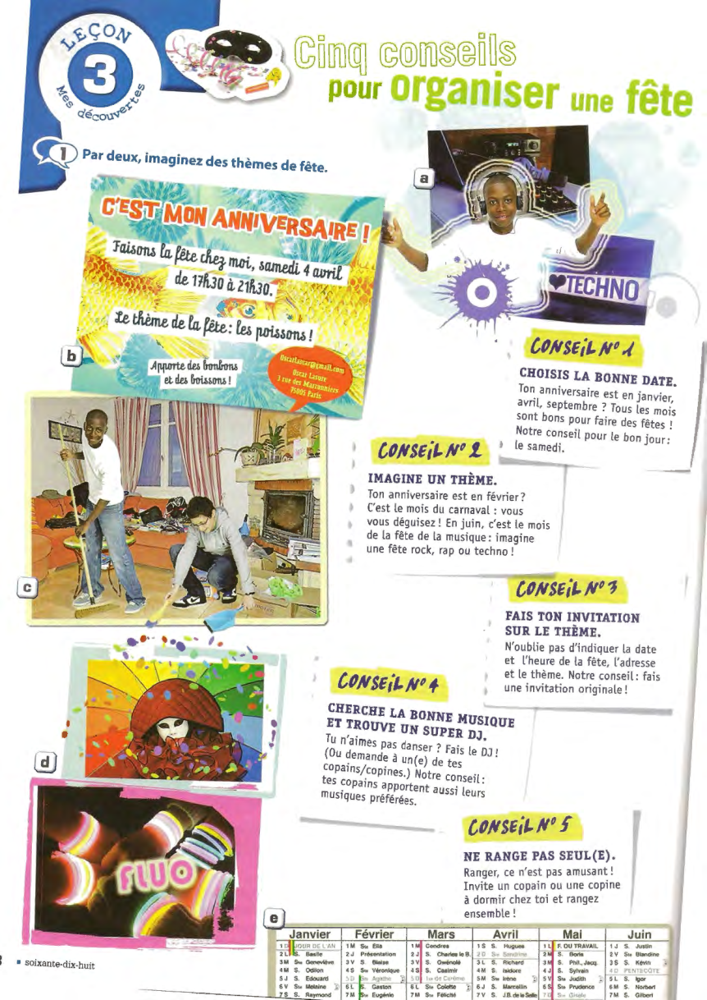 LEÇON
3
Mes découvertes
Cinq conseils
pour organiser une fête
1 Par deux, imaginez des thèmes de fête.
a
TECHNO
C'EST MON ANNIVERSAIRE !
Faisons la fête chez moi, samedi 4 avril
de 17h30 à 21h30.
Le thème de la fête : les poissons !
Apporte des bonbons
et des boissons !
Oscarlascar@gmail.com
Oscar Lasure
3 rue des Marronniers
75005 Paris
b
CONSEIL N° 1
CHOISIS LA BONNE DATE.
Ton anniversaire est en janvier,
avril, septembre ? Tous les mois
sont bons pour faire des fêtes !
Notre conseil pour le bon jour :
le samedi.
CONSEIL N° 2
IMAGINE UN THÈME.
Ton anniversaire est en février ?
C'est le mois du carnaval : vous
vous déguisez ! En juin, c'est le mois
de la fête de la musique : imagine
une fête rock, rap ou techno !
c
CONSEIL N° 3
FAIS TON INVITATION
SUR LE THÈME.
N'oublie pas d'indiquer la date
et l'heure de la fête, l'adresse
et le thème. Notre conseil : fais
une invitation originale !
CONSEIL N° 4
CHERCHE LA BONNE MUSIQUE
ET TROUVE UN SUPER DJ.
Tu n'aimes pas danser ? Fais le DJ !
(Ou demande à un(e) de tes
copains/copines.) Notre conseil :
tes copains apportent aussi leurs
musiques préférées.
d
FLUO
CONSEIL N° 5
NE RANGE PAS SEUL(E).
Ranger, ce n'est pas amusant !
Invite un copain ou une copine
à dormir chez toi et rangez
ensemble !
e
Janvier Février Mars Avril Mai Juin
1 D JOUR DE L'AN 1 M Ste Ella 1 M Cendres 1 S S. Hugues 1 L F. DU TRAVAIL 1 J S. Justin
2 L S. Basile 2 J Présentation 2 J S. Charles le B. 2 D Ste Sandrine 2 M S. Boris 2 V Ste Blandine
3 M Ste Geneviève 3 V S. Blaise 3 V S. Gwénolé 3 L S. Richard 3 M S. Phil., Jacq. 3 S S. Kévin
4 M S. Odilon 4 S Ste Véronique 4 S S. Casimir 4 M S. Isidore 4 J S. Sylvain 4 D PENTECÔTE
5 J S. Edouard 5 D Ste Agathe 5 D 1er de Carême 5 M Ste Irène 5 V Ste Judith 5 L S. Igor
6 V Ste Melaine 6 L S. Gaston 6 L Ste Colette 6 J S. Marcellin 6 S Ste Prudence 6 M S. Norbert
7 S S. Raymond 7 M Ste Eugénie 7 M Ste Félicité 7 V S. J.B. de la Salle 7 D Ste Gisèle 7 M S. Gilbert
8 ▪ soixante-dix-huit